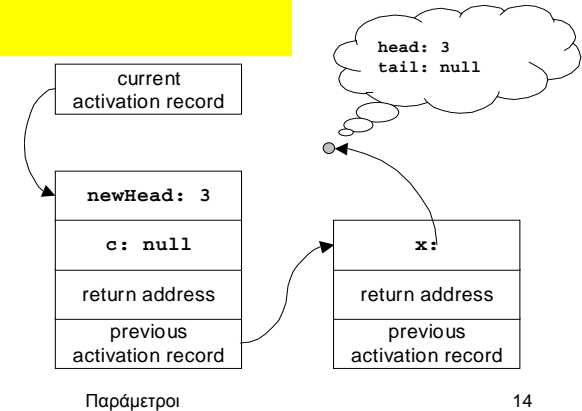 head: 3
tail: null
current
activation record
newHead: 3
c: null
return address
previous
activation record
x:
return address
previous
activation record
Παράμετροι
14